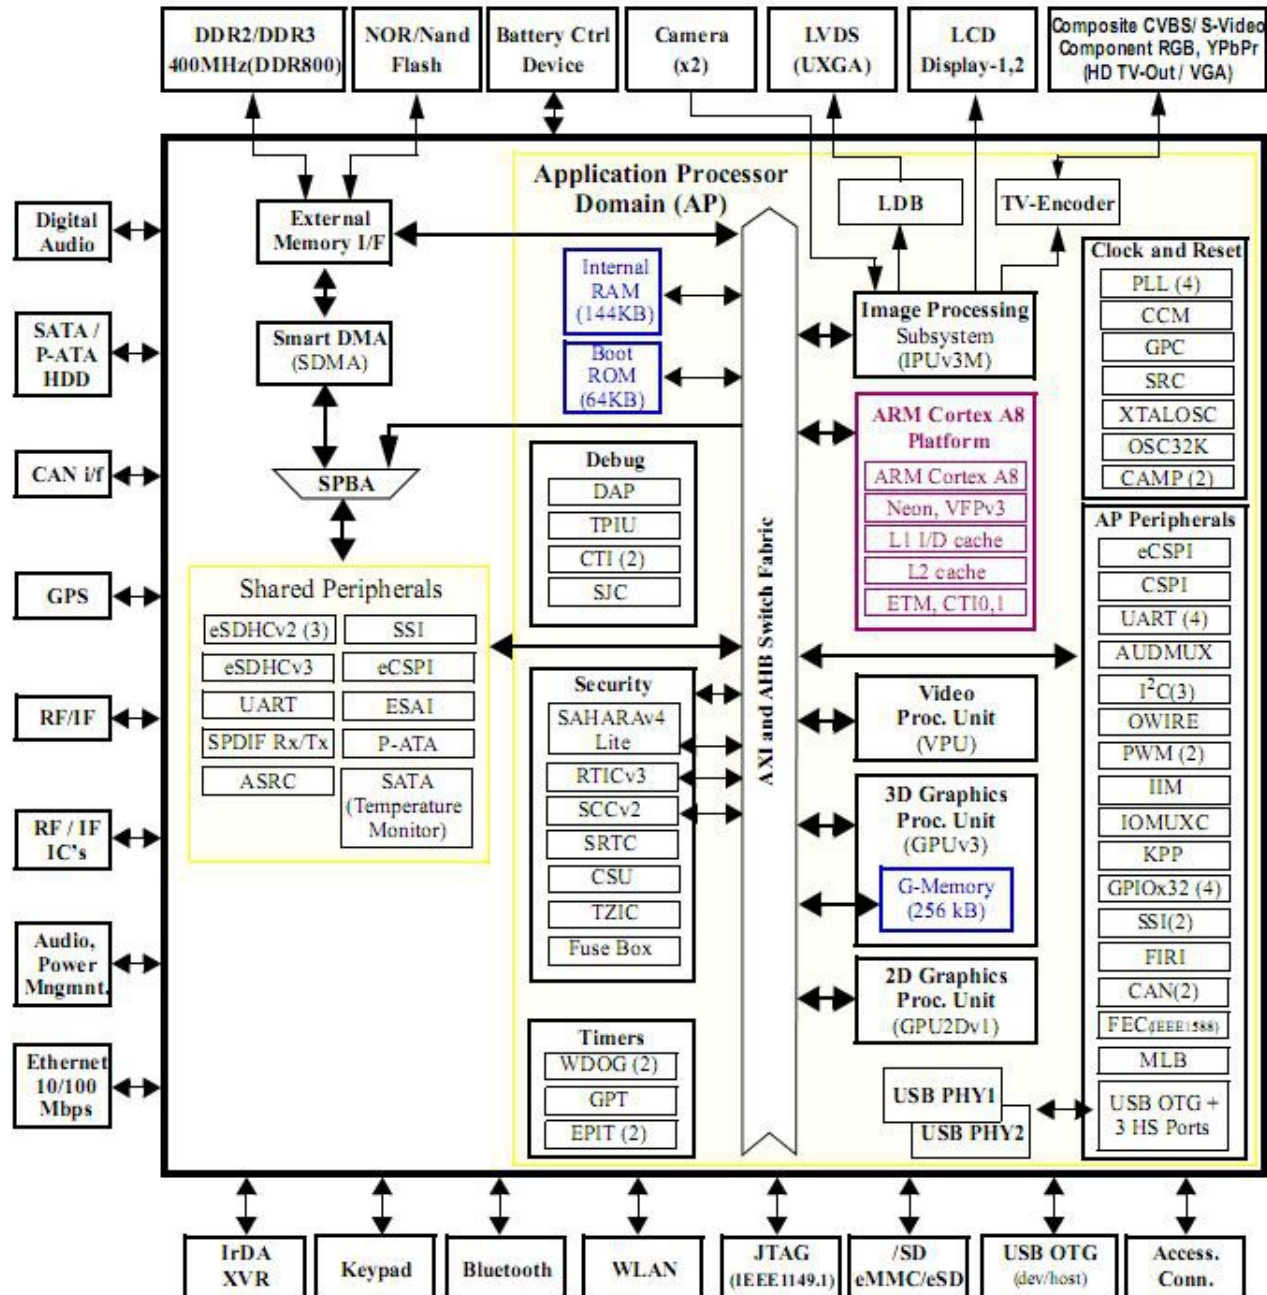 DDR2/DDR3
400MHz(DDR800)
NOR/Nand
Flash
Battery Ctrl
Device
Camera
(x2)
LVDS
(UXGA)
LCD
Display-1,2
Composite CVBS/ S-Video
Component RGB, YPbPr
(HD TV-Out / VGA)
Digital
Audio
SATA /
P-ATA
HDD
CAN i/f
GPS
RF/IF
RF / IF
IC's
Audio,
Power
Mngmnt.
Ethernet
10/100
Mbps
External
Memory I/F
Smart DMA
(SDMA)
SPBA
Shared Peripherals
eSDHCv2 (3)
SSI
eSDHCv3
eCSPI
UART
ESAI
SPDIF Rx/Tx
P-ATA
ASRC
SATA
(Temperature
Monitor)
Application Processor
Domain (AP)
Internal
RAM
(144KB)
Boot
ROM
(64KB)
Debug
DAP
TPIU
CTI (2)
SJC
Security
SAHARAv4
Lite
RTICv3
SCCv2
SRTC
CSU
TZIC
Fuse Box
Timers
WDOG (2)
GPT
EPIT (2)
AXI and AHB Switch Fabric
LDB
TV-Encoder
Image Processing
Subsystem
(IPUv3M)
ARM Cortex A8
Platform
ARM Cortex A8
Neon, VFPv3
L1 I/D cache
L2 cache
ETM, CTI0,1
Video
Proc. Unit
(VPU)
3D Graphics
Proc. Unit
(GPUv3)
G-Memory
(256 kB)
2D Graphics
Proc. Unit
(GPU2Dv1)
USB PHY1
USB PHY2
Clock and Reset
PLL (4)
CCM
GPC
SRC
XTALOSC
OSC32K
CAMP (2)
AP Peripherals
eCSPI
CSPI
UART (4)
AUDMUX
I²C(3)
OWIRE
PWM (2)
IIM
IOMUXC
KPP
GPIOx32 (4)
SSI(2)
FIRI
CAN(2)
FEC(IEEE1588)
MLB
USB OTG +
3 HS Ports
IrDA
XVR
Keypad
Bluetooth
WLAN
JTAG
(IEEE1149.1)
/SD
eMMC/eSD
USB OTG
(dev/host)
Access.
Conn.